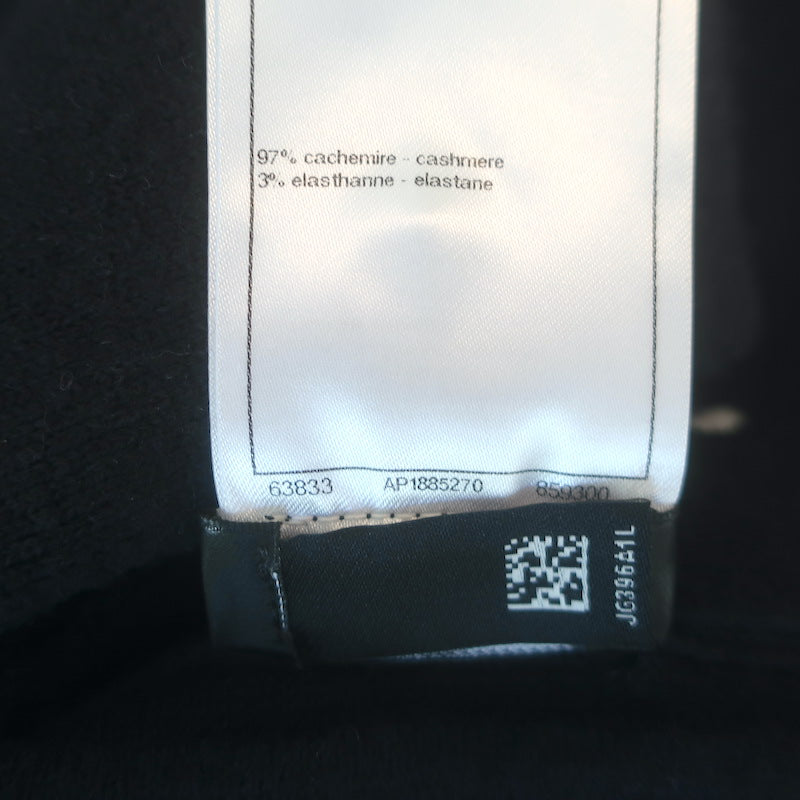 97% cachemire - cashmere
3% elasthanne - elastane
63833 AP1885270 859300
JG396A1L